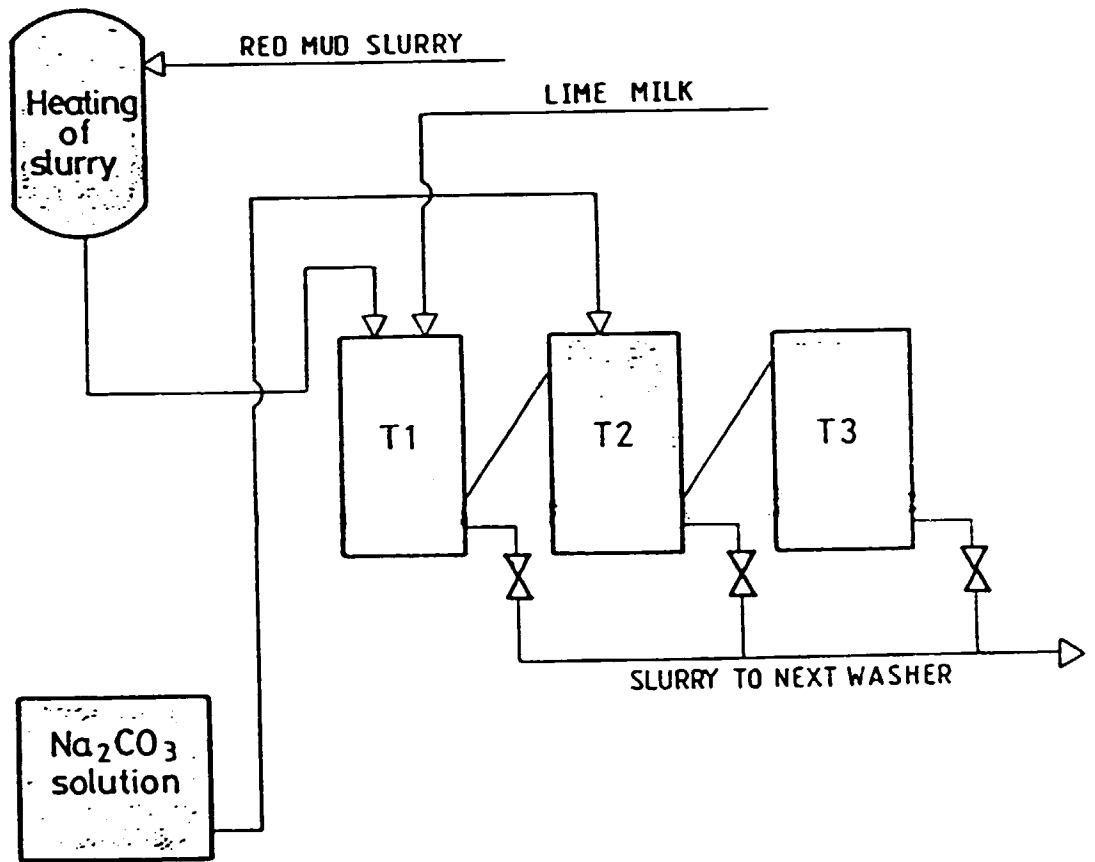 RED MUD SLURRY
LIME MILK
Heating
of
slurry
T1
T2
T3
SLURRY TO NEXT WASHER
Na₂CO₃
solution